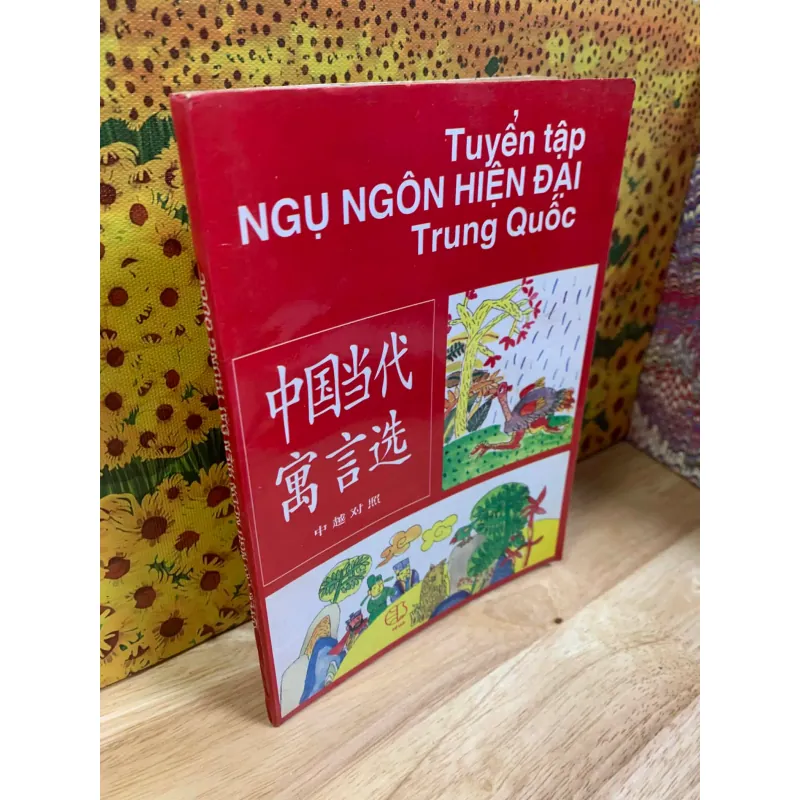 Tuyển tập
NGỤ NGÔN HIỆN ĐẠI
Trung Quốc
中国当代
寓言选
中越对照